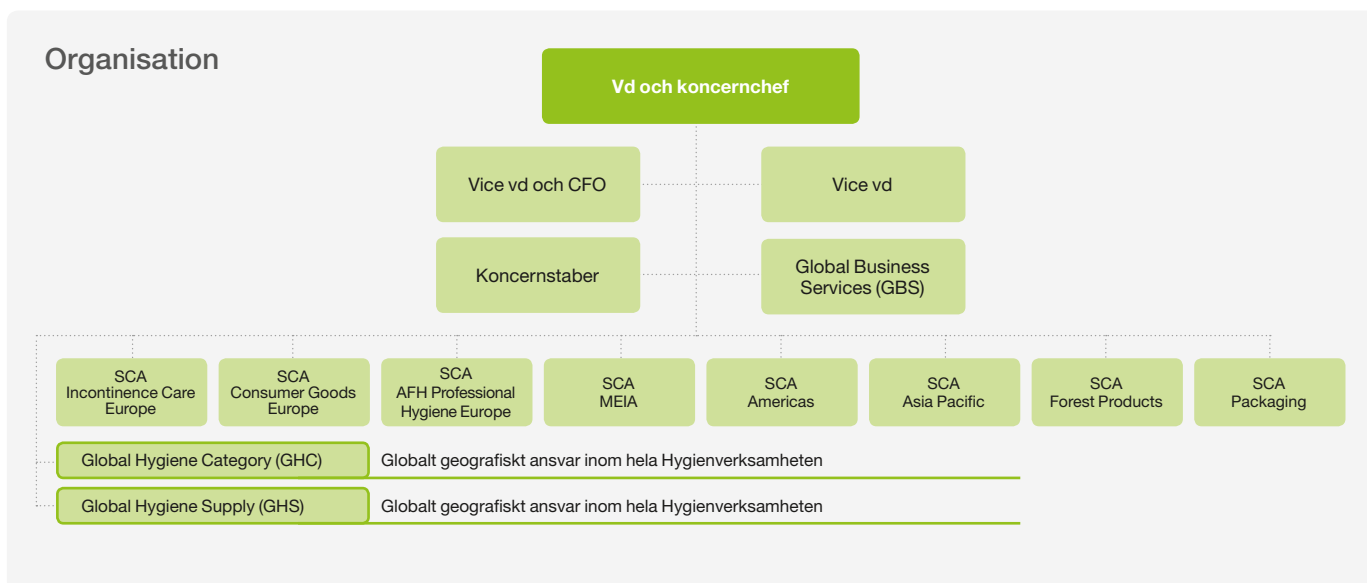 Organisation
Vd och koncernchef
Vice vd och CFO
Vice vd
Koncernstaber
Global Business
Services (GBS)
SCA
Incontinence Care
Europe
SCA
Consumer Goods
Europe
SCA
AFH Professional
Hygiene Europe
SCA
MEIA
SCA
Americas
SCA
Asia Pacific
SCA
Forest Products
SCA
Packaging
Global Hygiene Category (GHC)
Globalt geografiskt ansvar inom hela Hygienverksamheten
Global Hygiene Supply (GHS)
Globalt geografiskt ansvar inom hela Hygienverksamheten